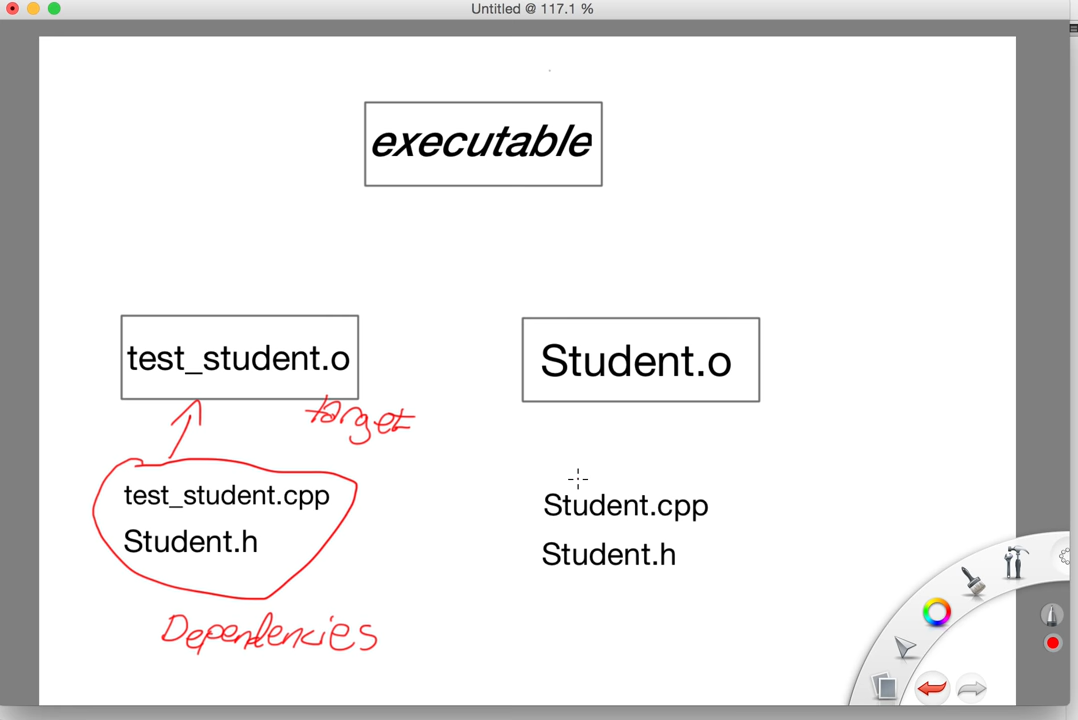 Untitled @ 117.1 %
executable
test_student.o
Student.o
target
test_student.cpp
Student.h
Student.cpp
Student.h
Dependencies